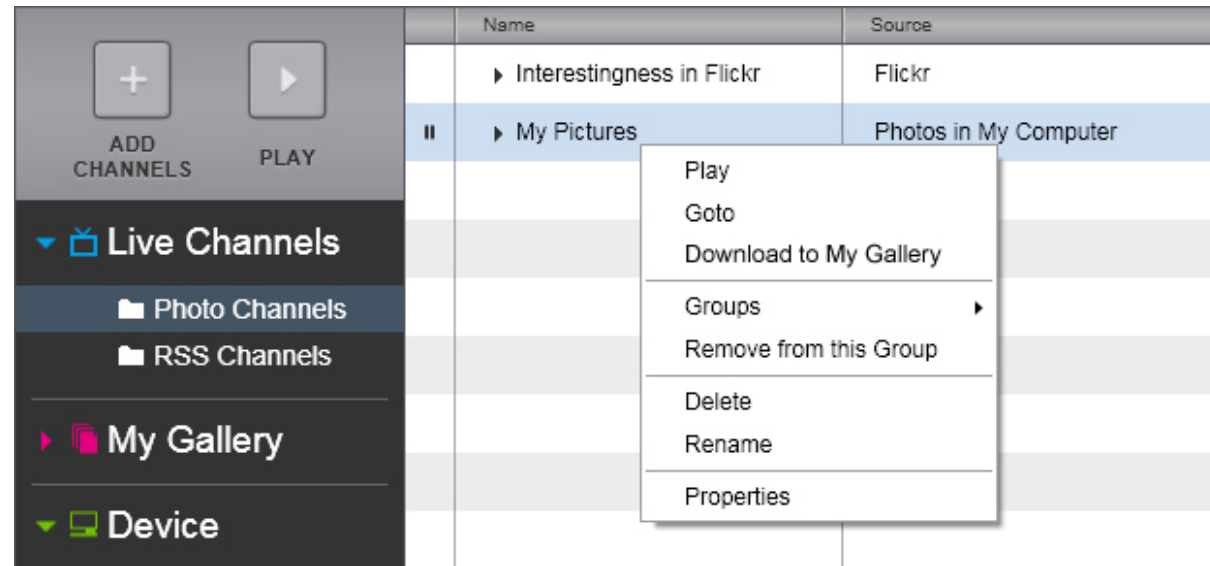 ADD
CHANNELS
PLAY
Live Channels
Photo Channels
RSS Channels
My Gallery
Device
Name Source
Interestingness in Flickr Flickr
My Pictures Photos in My Computer
Play
Goto
Download to My Gallery
Groups
Remove from this Group
Delete
Rename
Properties